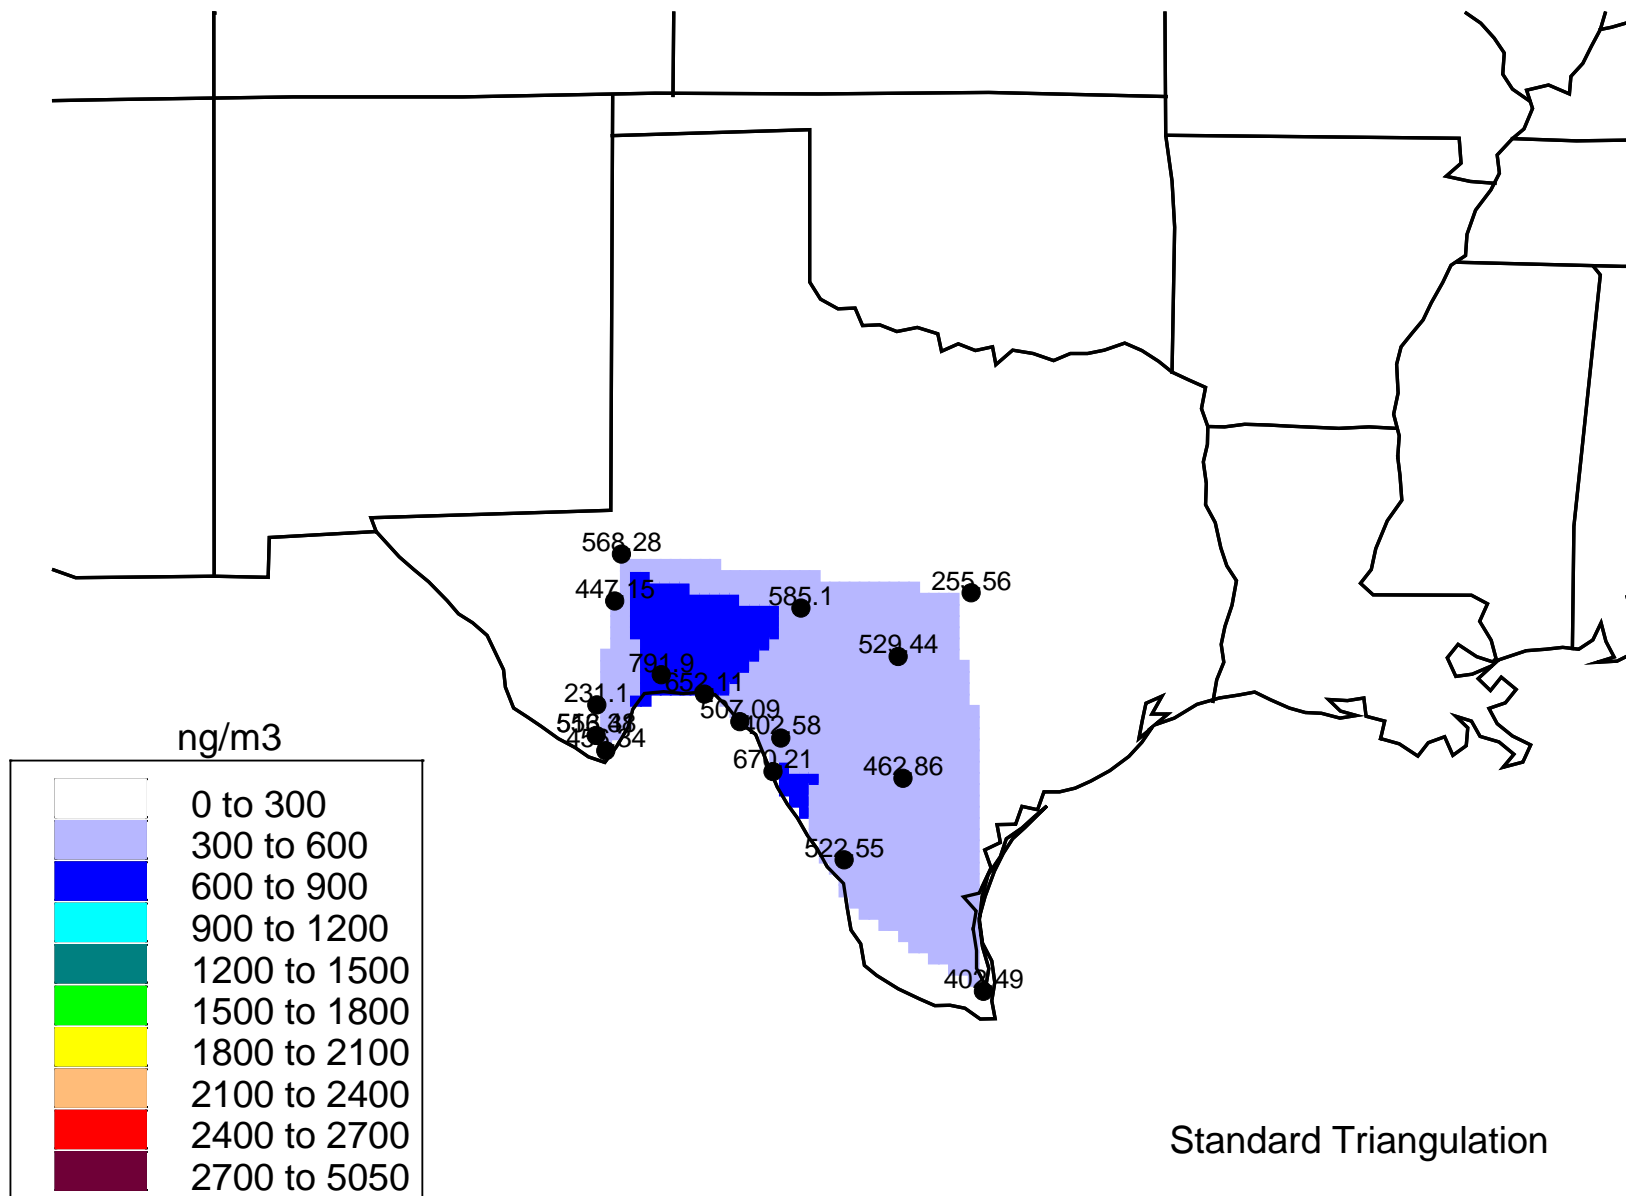 568.28
447.15
585.1
255.56
529.44
791.9
652.11
231.1
507.09
402.58
670.21
462.86
522.55
402.49
ng/m3
0 to 300
300 to 600
600 to 900
900 to 1200
1200 to 1500
1500 to 1800
1800 to 2100
2100 to 2400
2400 to 2700
2700 to 5050
Standard Triangulation